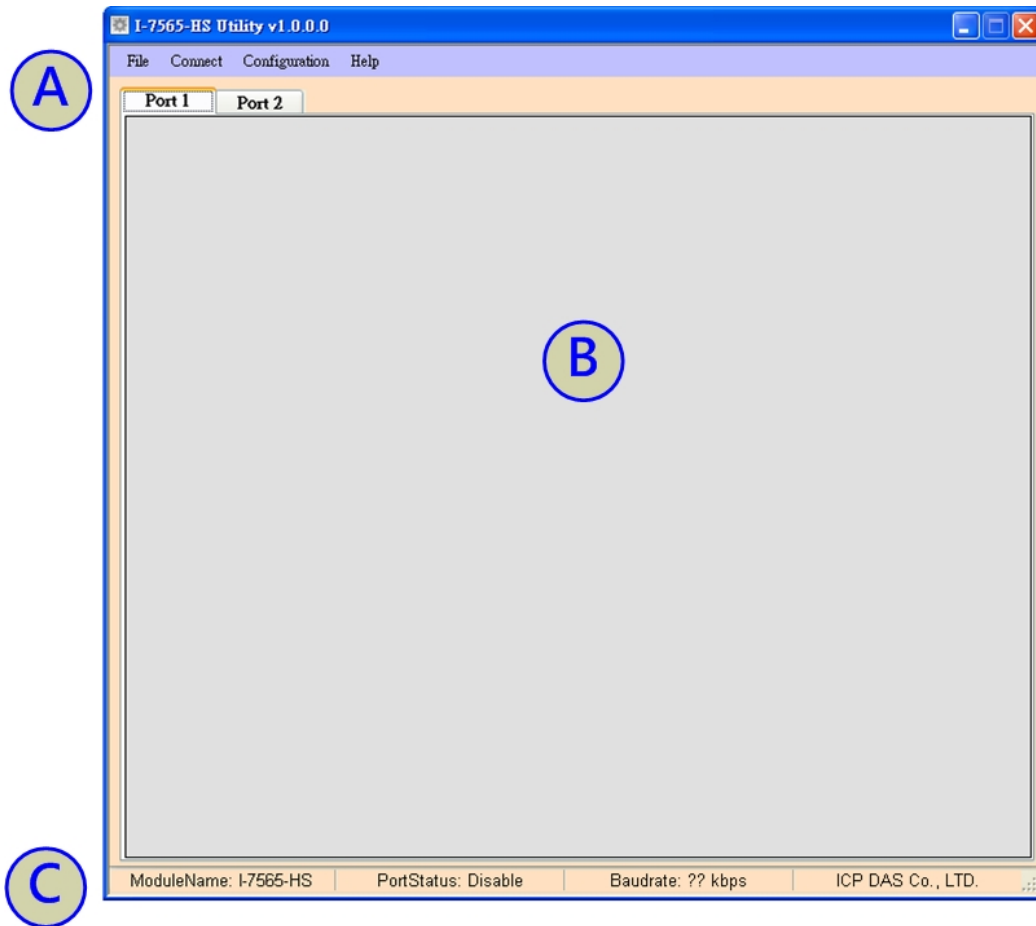 I-7565-HS Utility v1.0.0.0
File Connect Configuration Help
A
Port 1 Port 2
B
C
ModuleName: I-7565-HS PortStatus: Disable Baudrate: ?? kbps ICP DAS Co., LTD.